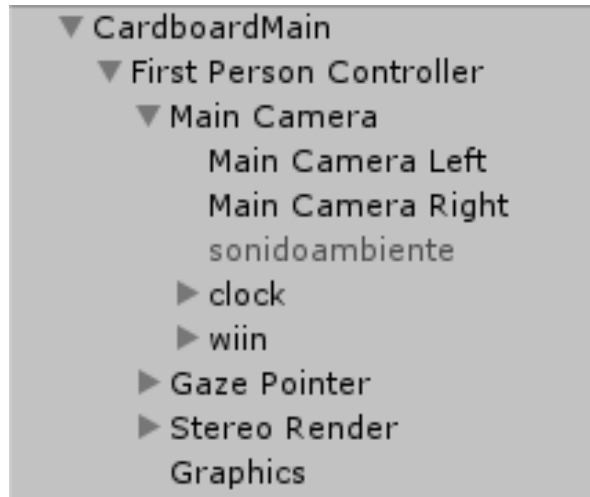 CardboardMain
First Person Controller
Main Camera
Main Camera Left
Main Camera Right
sonidoambiente
clock
wiin
Gaze Pointer
Stereo Render
Graphics